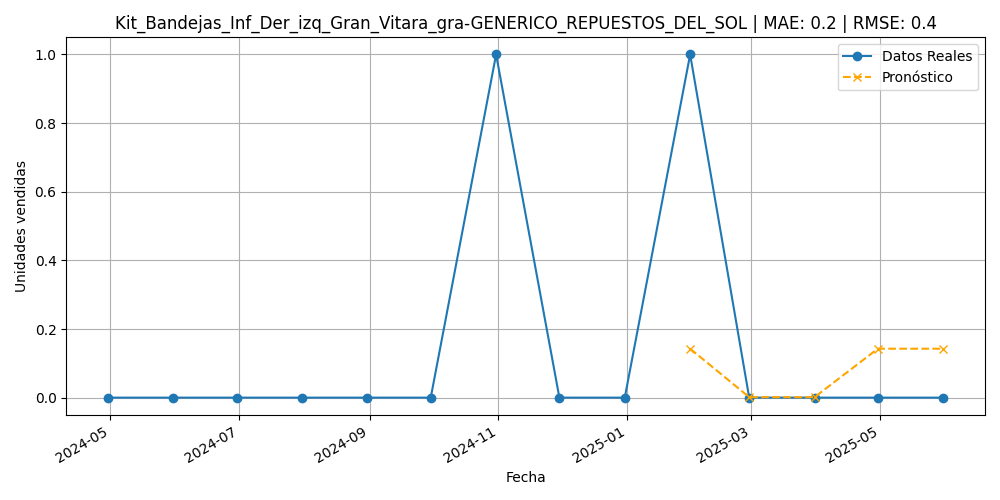 Kit_Bandejas_Inf_Der_izq_Gran_Vitara_gra-GENERICO_REPUESTOS_DEL_SOL | MAE: 0.2 | RMSE: 0.4
Datos Reales
Pronóstico
Unidades vendidas
1.0
0.8
0.6
0.4
0.2
0.0
2024-05
2024-07
2024-09
2024-11
2025-01
2025-03
2025-05
Fecha